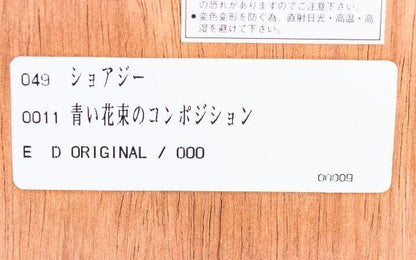 の恐れがありますのでご注意下さい。
●変色変形を防ぐ為、直射日光・高温・高
湿を避けて下さい。
049 ショアジー
0011 青い花束のコンポジション
E D ORIGINAL / 000
00009